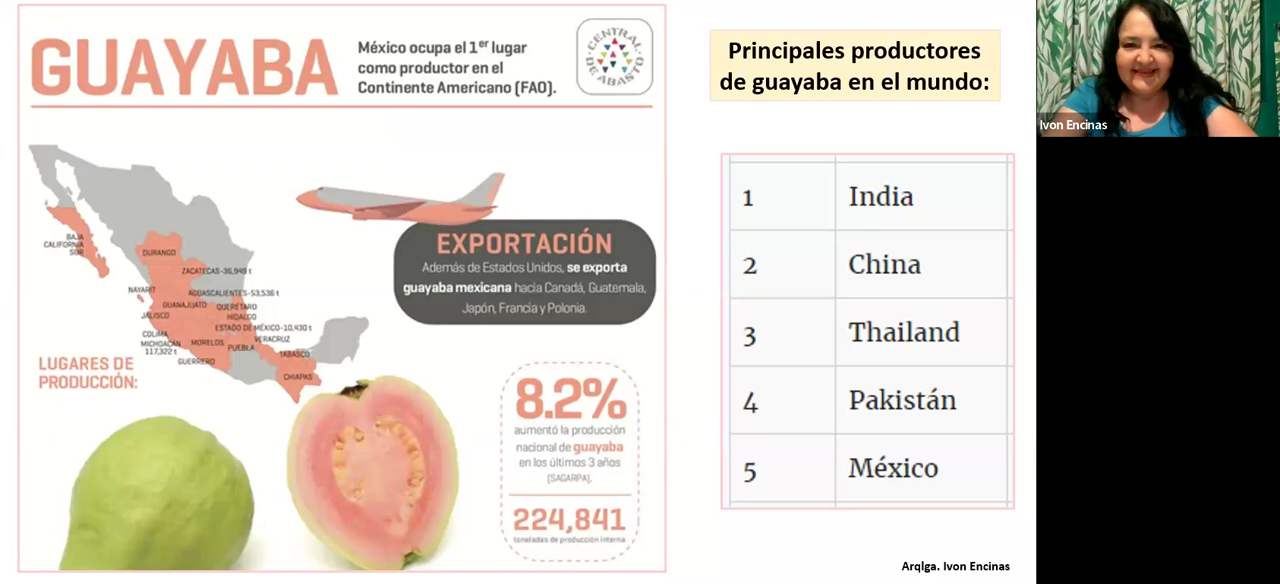 GUAYABA
México ocupa el 1er lugar
como productor en el
Continente Americano (FAO).
CENTRAL
DE ABASTO
BAJA
CALIFORNIA
SUR
DURANGO
ZACATECAS-36,949 t
NAYARIT
AGUASCALIENTES-53,536 t
GUANAJUATO
QUERÉTARO
HIDALGO
JALISCO
ESTADO DE MÉXICO-10,430 t
COLIMA
VERACRUZ
MICHOACÁN
117,322 t
MORELOS
PUEBLA
GUERRERO
TABASCO
CHIAPAS
LUGARES DE
PRODUCCIÓN:
EXPORTACIÓN
Además de Estados Unidos, se exporta
guayaba mexicana hacia Canadá, Guatemala,
Japón, Francia y Polonia.
8.2%
aumentó la producción
nacional de guayaba
en los últimos 3 años
(SAGARPA).
224,841
toneladas de producción interna
Principales productores
de guayaba en el mundo:
1 India
2 China
3 Thailand
4 Pakistán
5 México
Arqlga. Ivon Encinas
Ivon Encinas